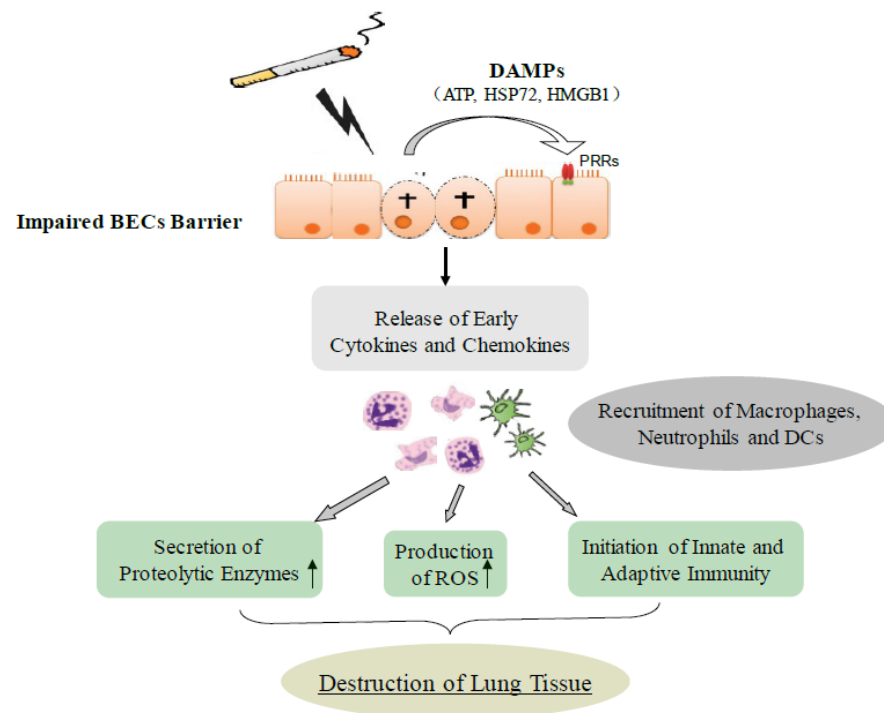 DAMPs
(ATP, HSP72, HMGB1)
PRRs
Impaired BECs Barrier
Release of Early
Cytokines and Chemokines
Recruitment of Macrophages,
Neutrophils and DCs
Secretion of
Proteolytic Enzymes
Production
of ROS
Initiation of Innate and
Adaptive Immunity
Destruction of Lung Tissue